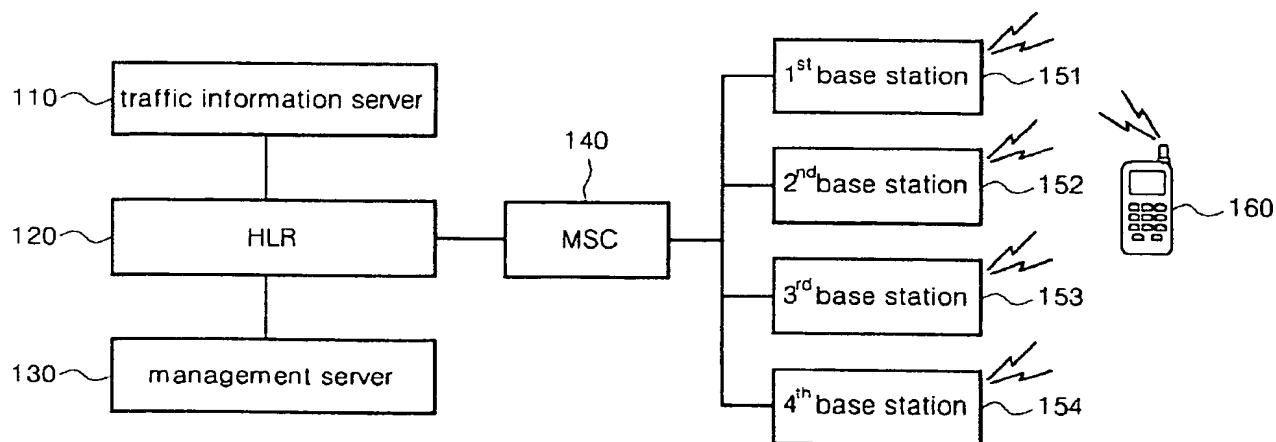 110 traffic information server
120 HLR
130 management server
140
MSC
1st base station 151
2nd base station 152
3rd base station 153
4th base station 154
160